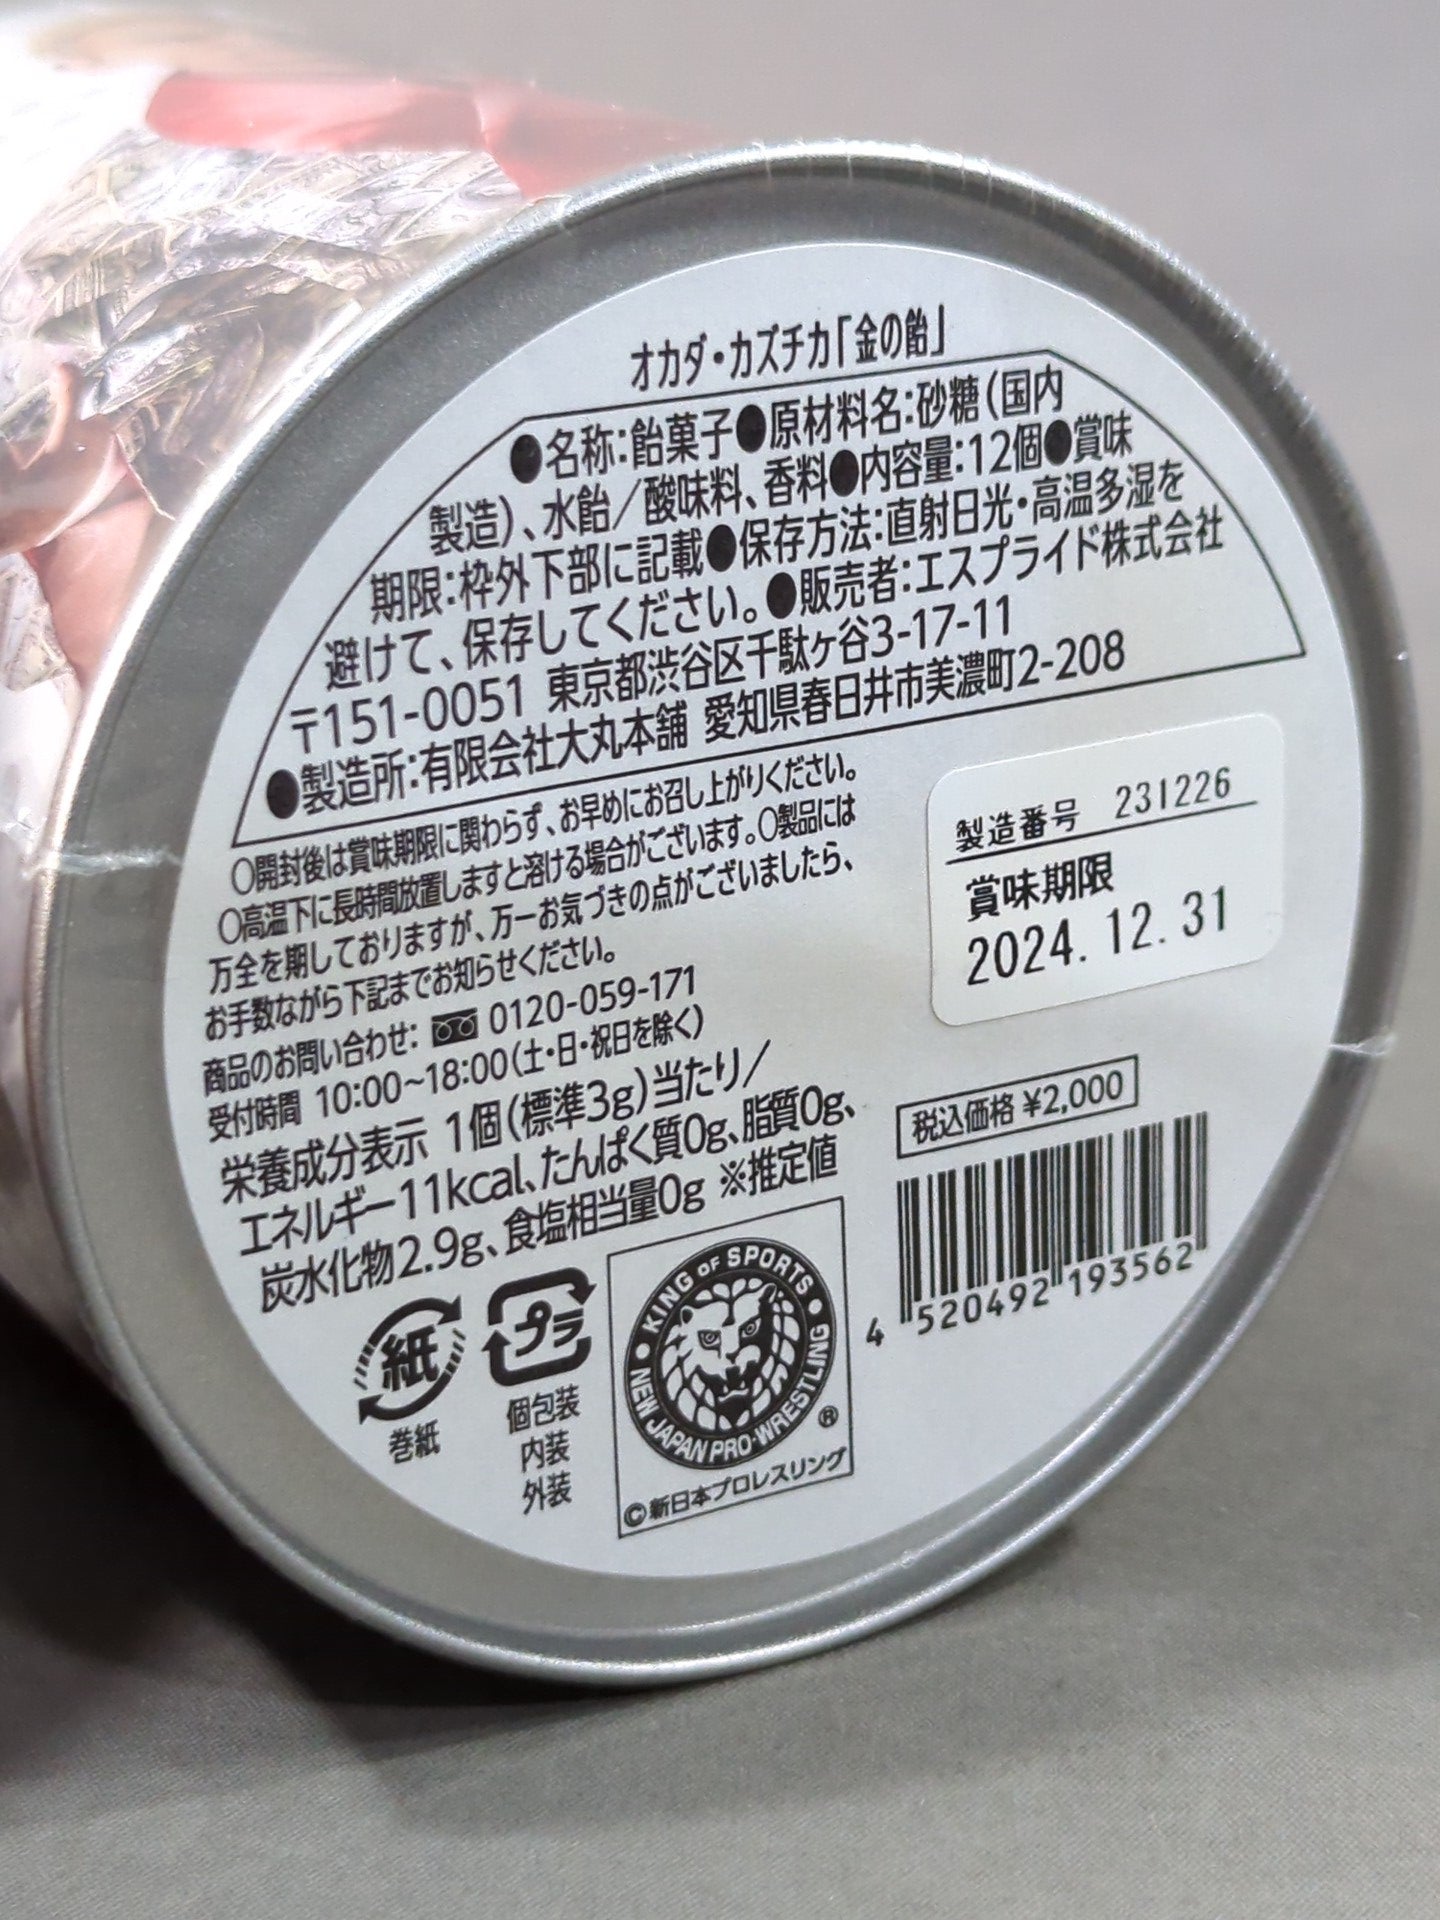 オカダ・カズチカ「金の飴」
●名称:飴菓子●原材料名:砂糖(国内
製造)、水飴/酸味料、香料●内容量:12個●賞味
期限:枠外下部に記載●保存方法:直射日光・高温多湿を
避けて、保存してください。●販売者:エスプライド株式会社
〒151-0051 東京都渋谷区千駄ヶ谷3-17-11
●製造所:有限会社大丸本舗 愛知県春日井市美濃町2-208
○開封後は賞味期限に関わらず、お早めにお召し上がりください。
○高温下に長時間放置しますと溶ける場合がございます。○製品には
万全を期しておりますが、万一お気づきの点がございましたら、
お手数ながら下記までお知らせください。
商品のお問い合わせ: 0120-059-171
受付時間 10:00~18:00(土・日・祝日を除く)
栄養成分表示 1個(標準3g)当たり/
エネルギー11kcal、たんぱく質0g、脂質0g、
炭水化物2.9g、食塩相当量0g ※推定値
製造番号 231226
賞味期限
2024.12.31
税込価格 ¥2,000
4 520492 193562
紙
巻紙
プラ
個包装
内装
外装
KING OF SPORTS
NEW JAPAN PRO-WRESTLING
®
©新日本プロレスリング